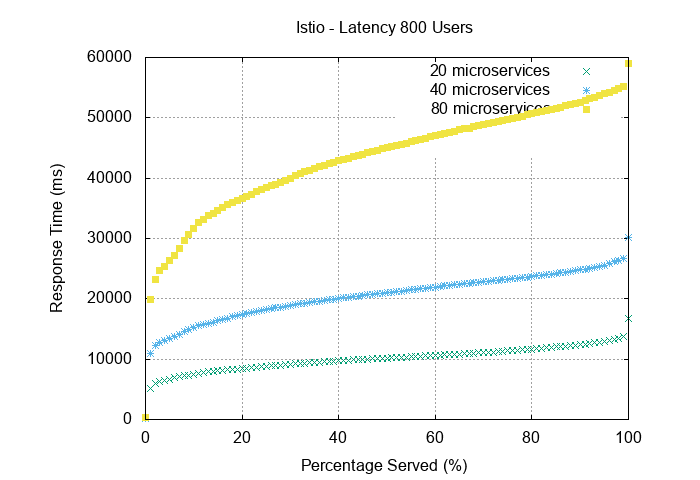 Istio - Latency 800 Users
60000
50000
40000
30000
20000
10000
0
20 microservices
40 microservices
80 microservices
Response Time (ms)
0 20 40 60 80 100
Percentage Served (%)